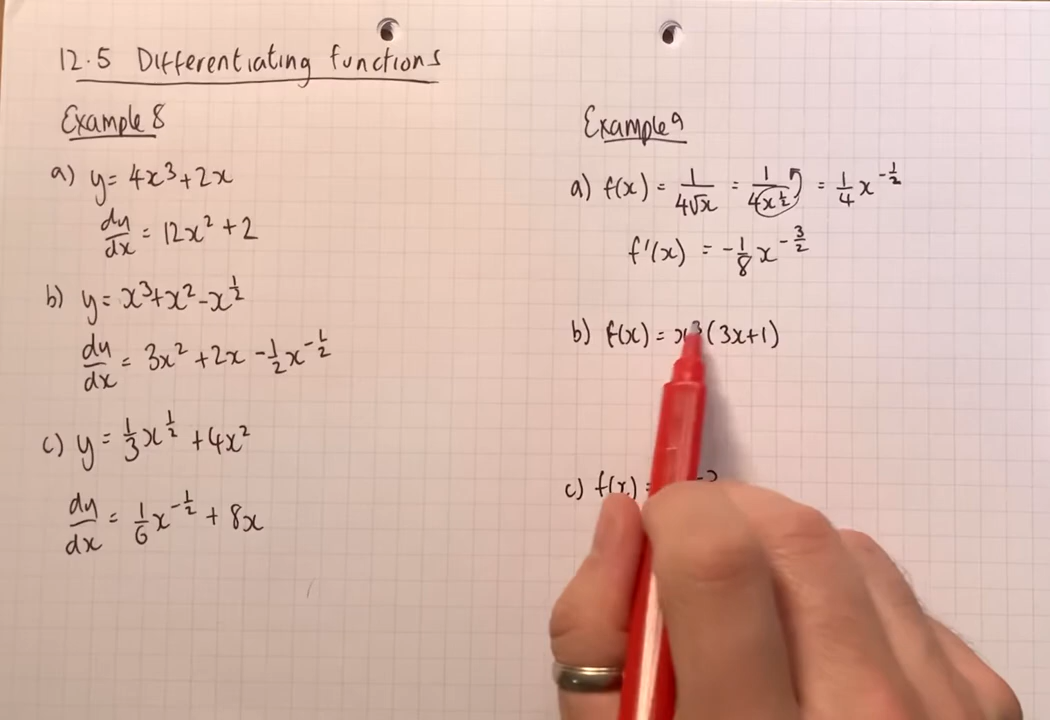 12.5 Differentiating functions
Example 8
a) y = 4x³+2x
dy/dx = 12x² + 2
b) y = x³+x²-x^½
dy/dx = 3x² + 2x - ½x^-½
c) y = ⅓x^½ + 4x²
dy/dx = ⅙x^-½ + 8x
Example 9
a) f(x) = 1/4√x = 1/4x^½ = ¼x^-½
f'(x) = -⅛x^-3/2
b) f(x) = x³(3x+1)
c) f(x) =